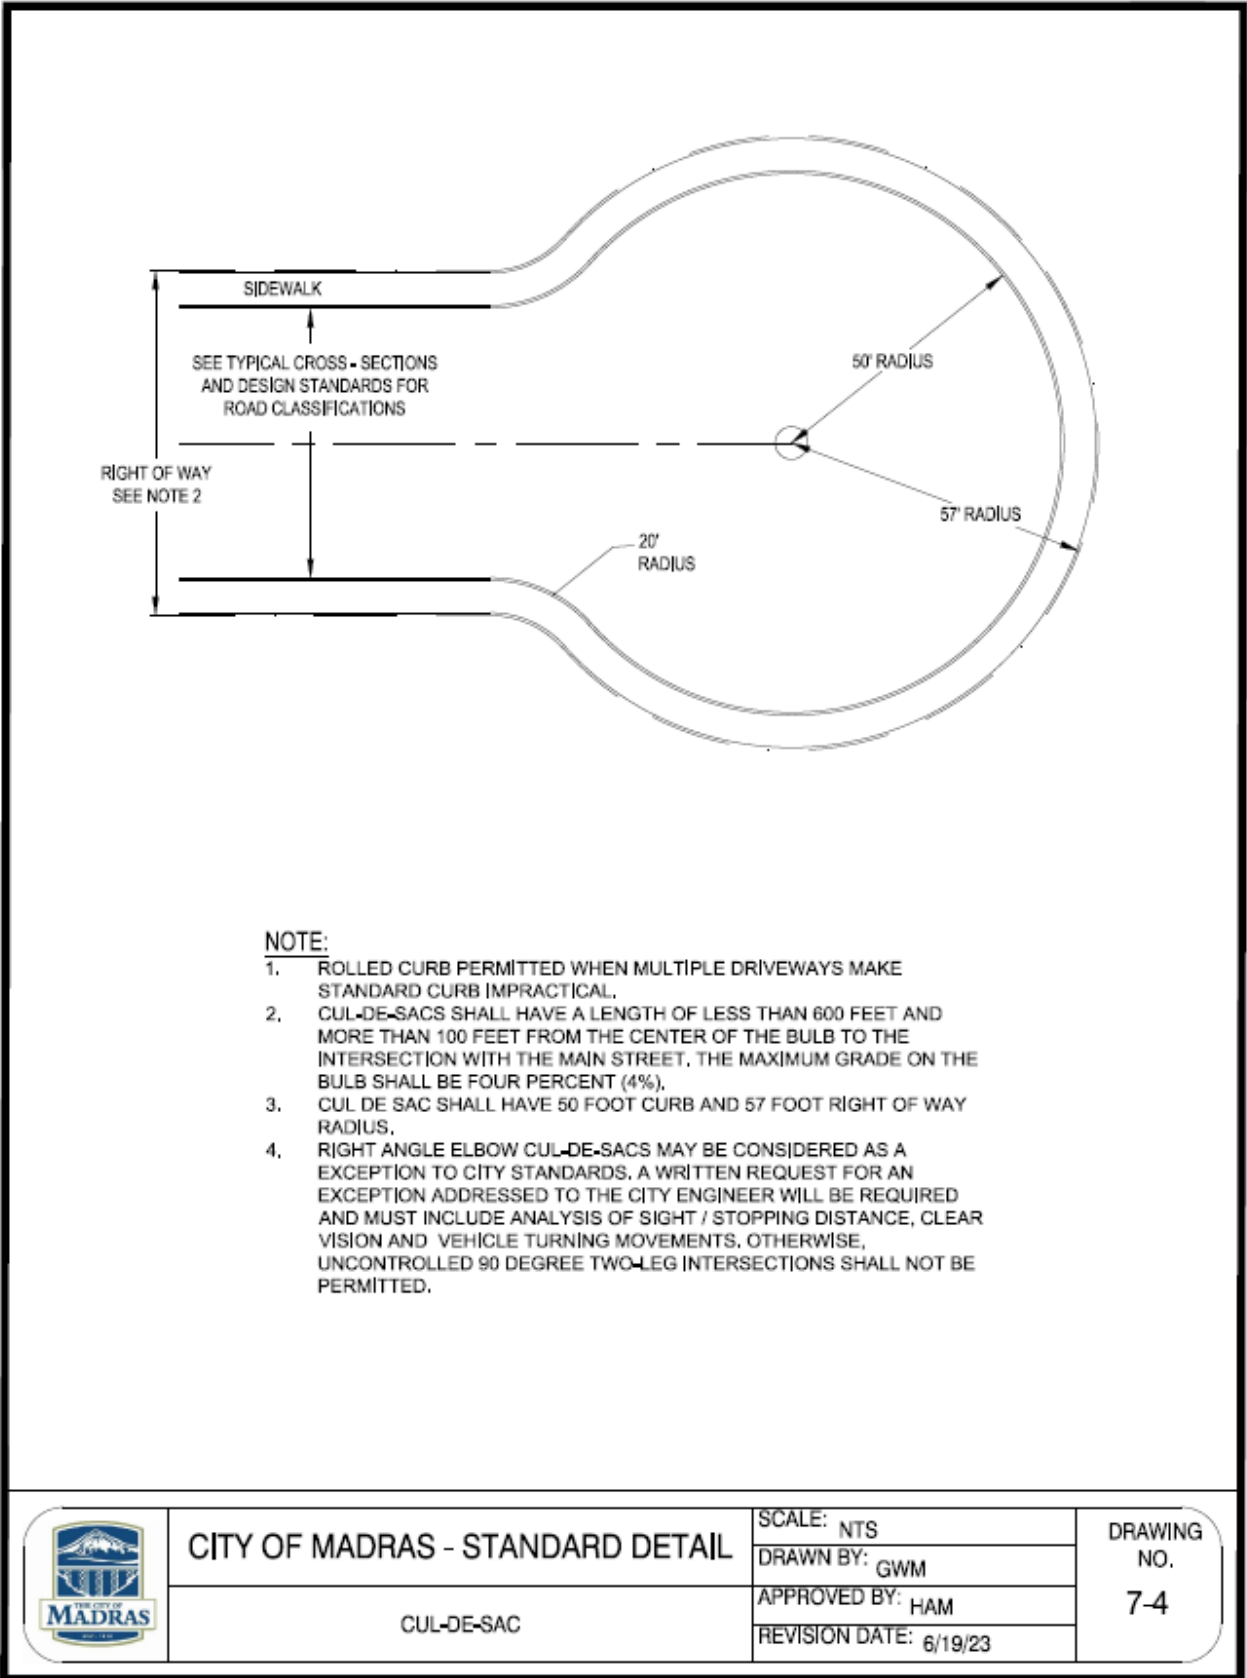 SIDEWALK
SEE TYPICAL CROSS-SECTIONS
AND DESIGN STANDARDS FOR
ROAD CLASSIFICATIONS
50' RADIUS
RIGHT OF WAY
SEE NOTE 2
57' RADIUS
20'
RADIUS
NOTE:
1. ROLLED CURB PERMITTED WHEN MULTIPLE DRIVEWAYS MAKE
STANDARD CURB IMPRACTICAL.
2. CUL-DE-SACS SHALL HAVE A LENGTH OF LESS THAN 600 FEET AND
MORE THAN 100 FEET FROM THE CENTER OF THE BULB TO THE
INTERSECTION WITH THE MAIN STREET. THE MAXIMUM GRADE ON THE
BULB SHALL BE FOUR PERCENT (4%).
3. CUL DE SAC SHALL HAVE 50 FOOT CURB AND 57 FOOT RIGHT OF WAY
RADIUS.
4. RIGHT ANGLE ELBOW CUL-DE-SACS MAY BE CONSIDERED AS A
EXCEPTION TO CITY STANDARDS. A WRITTEN REQUEST FOR AN
EXCEPTION ADDRESSED TO THE CITY ENGINEER WILL BE REQUIRED
AND MUST INCLUDE ANALYSIS OF SIGHT / STOPPING DISTANCE, CLEAR
VISION AND VEHICLE TURNING MOVEMENTS. OTHERWISE,
UNCONTROLLED 90 DEGREE TWO-LEG INTERSECTIONS SHALL NOT BE
PERMITTED.
THE CITY OF
MADRAS
CITY OF MADRAS - STANDARD DETAIL
CUL-DE-SAC
SCALE: NTS
DRAWN BY: GWM
APPROVED BY: HAM
REVISION DATE: 6/19/23
DRAWING
NO.
7-4